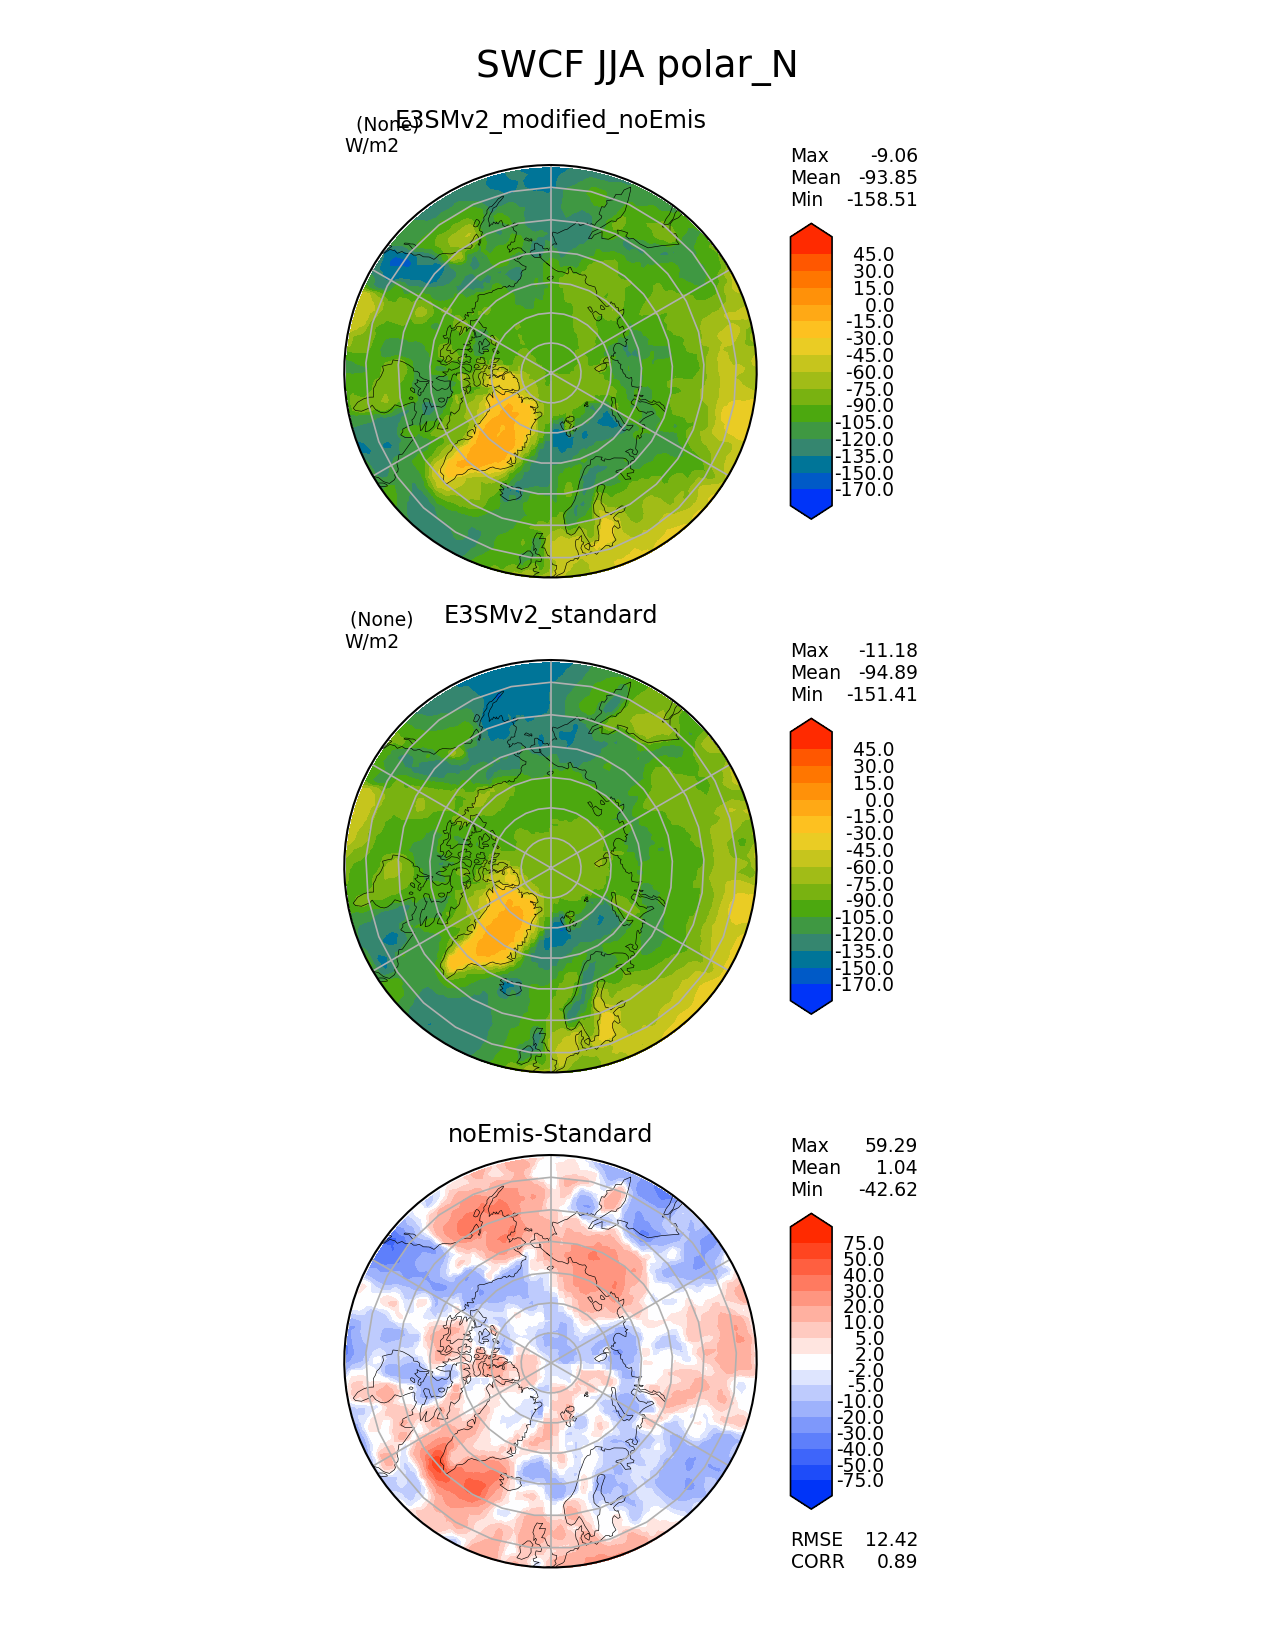 SWCF JJA polar_N
E3SMv2_modified_noEmis
(None)
W/m2
Max -9.06
Mean -93.85
Min -158.51
45.0
30.0
15.0
0.0
-15.0
-30.0
-45.0
-60.0
-75.0
-90.0
-105.0
-120.0
-135.0
-150.0
-170.0
(None) E3SMv2_standard
W/m2
Max -11.18
Mean -94.89
Min -151.41
45.0
30.0
15.0
0.0
-15.0
-30.0
-45.0
-60.0
-75.0
-90.0
-105.0
-120.0
-135.0
-150.0
-170.0
noEmis-Standard
Max 59.29
Mean 1.04
Min -42.62
75.0
50.0
40.0
30.0
20.0
10.0
5.0
2.0
-2.0
-5.0
-10.0
-20.0
-30.0
-40.0
-50.0
-75.0
RMSE 12.42
CORR 0.89